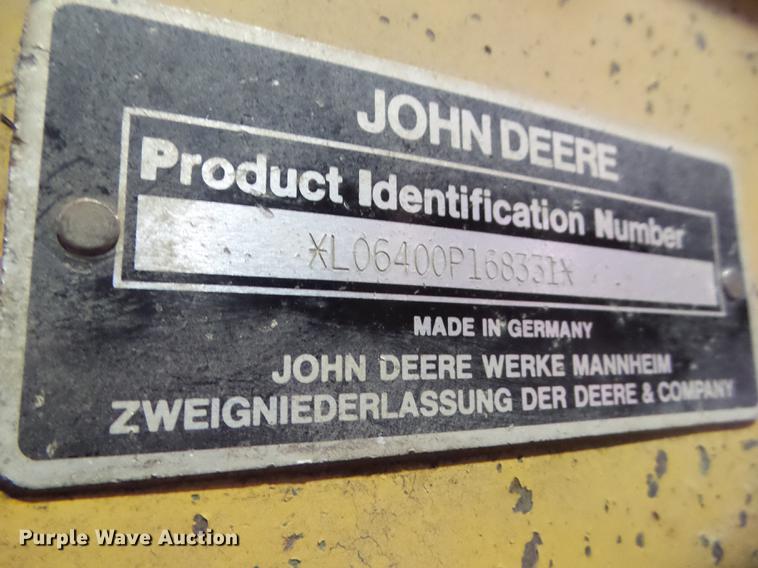 JOHN DEERE
Product Identification Number
*L06400P168331*
MADE IN GERMANY
JOHN DEERE WERKE MANNHEIM
ZWEIGNIEDERLASSUNG DER DEERE & COMPANY
Purple Wave Auction